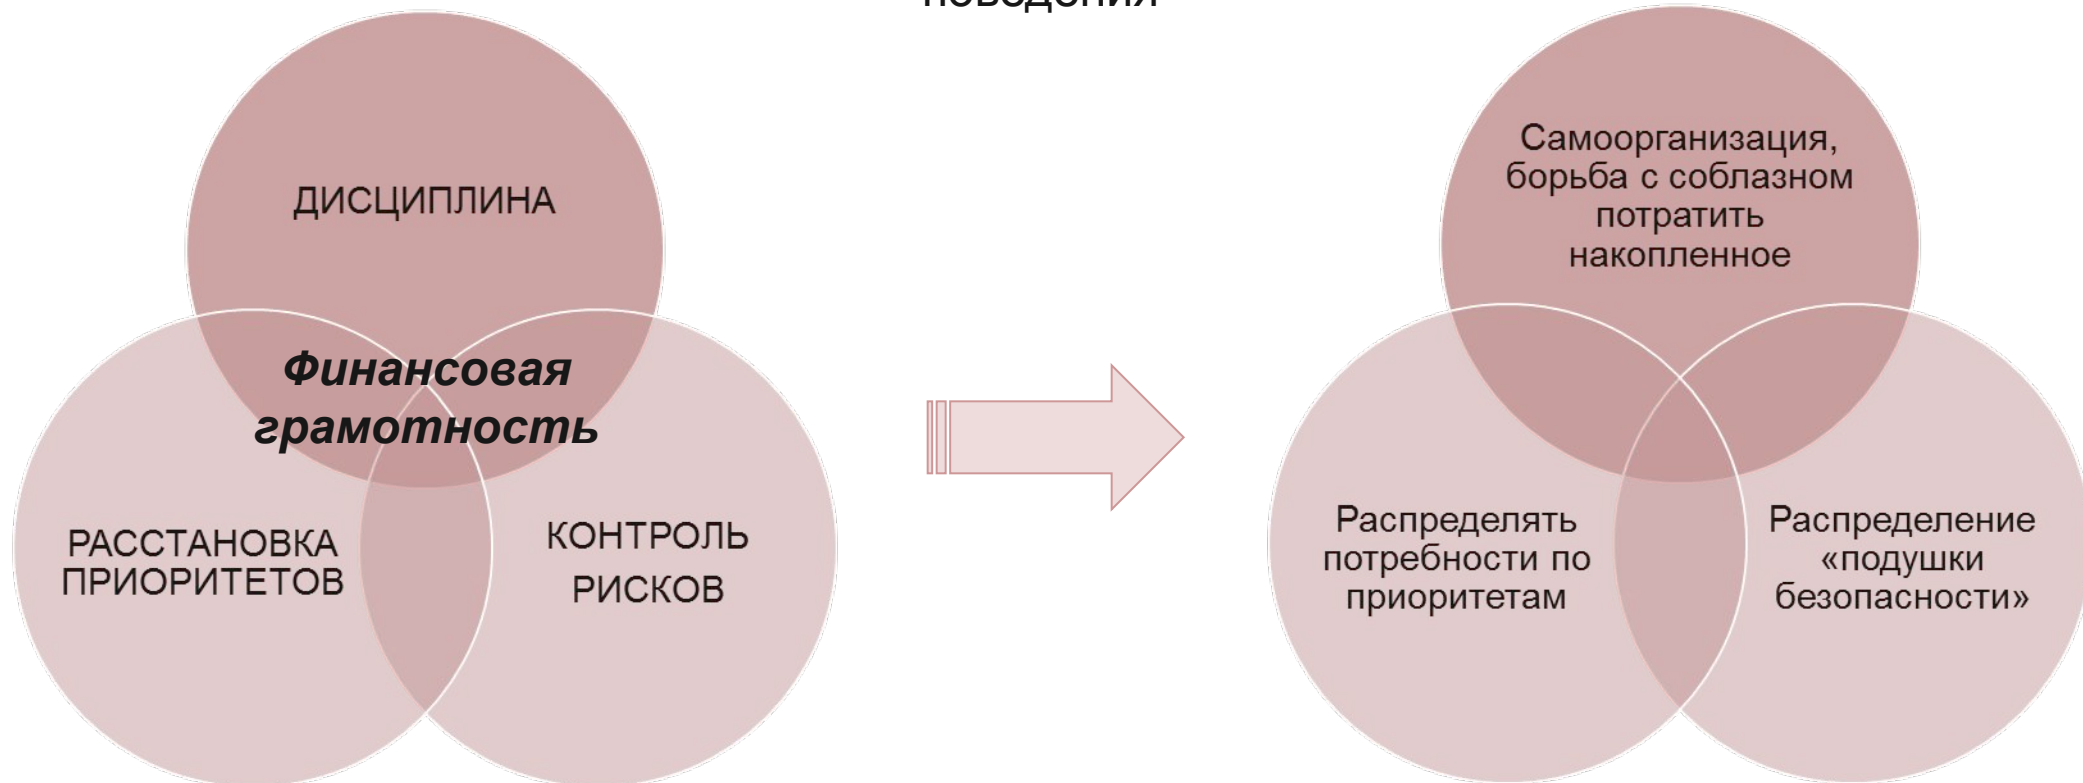 поведения
ДИСЦИПЛИНА
Финансовая
грамотность
РАССТАНОВКА
ПРИОРИТЕТОВ
КОНТРОЛЬ
РИСКОВ
Самоорганизация,
борьба с соблазном
потратить
накопленное
Распределять
потребности по
приоритетам
Распределение
«подушки
безопасности»